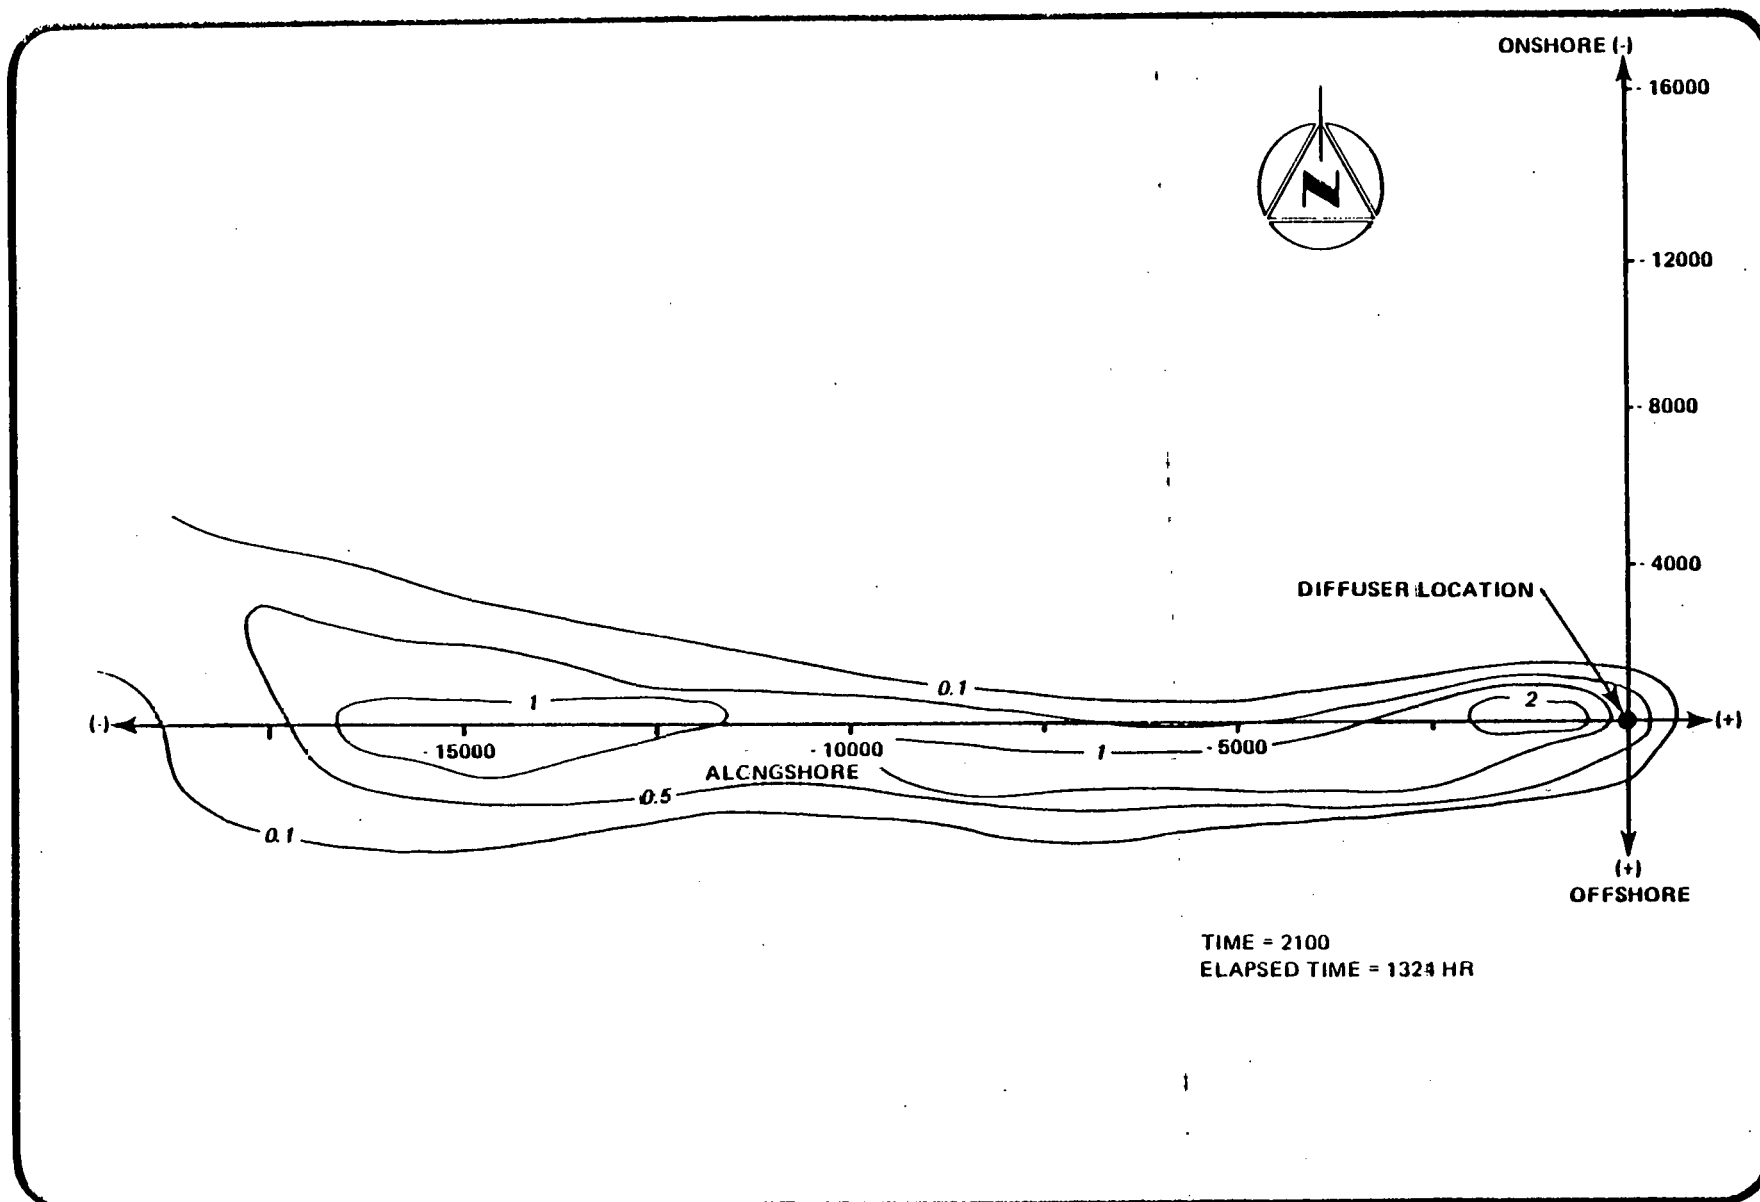 ONSHORE (-)
- 16000
N
- 12000
- 8000
- 4000
DIFFUSER LOCATION
0.1
2
1
(-)
(+)
- 15000
- 10000
1
- 5000
ALCNGSHORE
0.5
0.1
(+)
OFFSHORE
TIME = 2100
ELAPSED TIME = 1324 HR